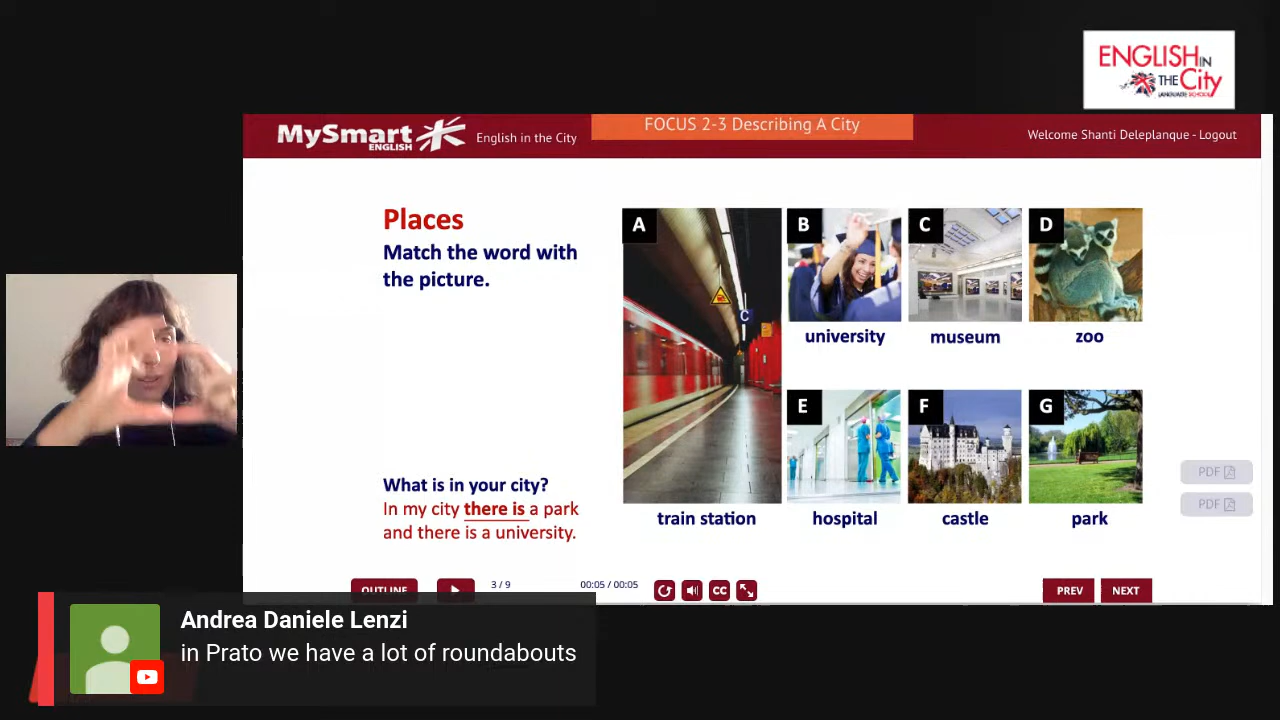 ENGLISH IN
THE City
LANGUAGE SCHOOL
MySmart
ENGLISH
English in the City
FOCUS 2-3 Describing A City
Welcome Shanti Deleplanque - Logout
Places
Match the word with
the picture.
A
B
C
D
C
university
museum
zoo
E
F
G
What is in your city?
In my city there is a park
and there is a university.
train station
hospital
castle
park
PDF
PDF
OUTLINE
3 / 9
00:05 / 00:05
CC
PREV
NEXT
Andrea Daniele Lenzi
in Prato we have a lot of roundabouts